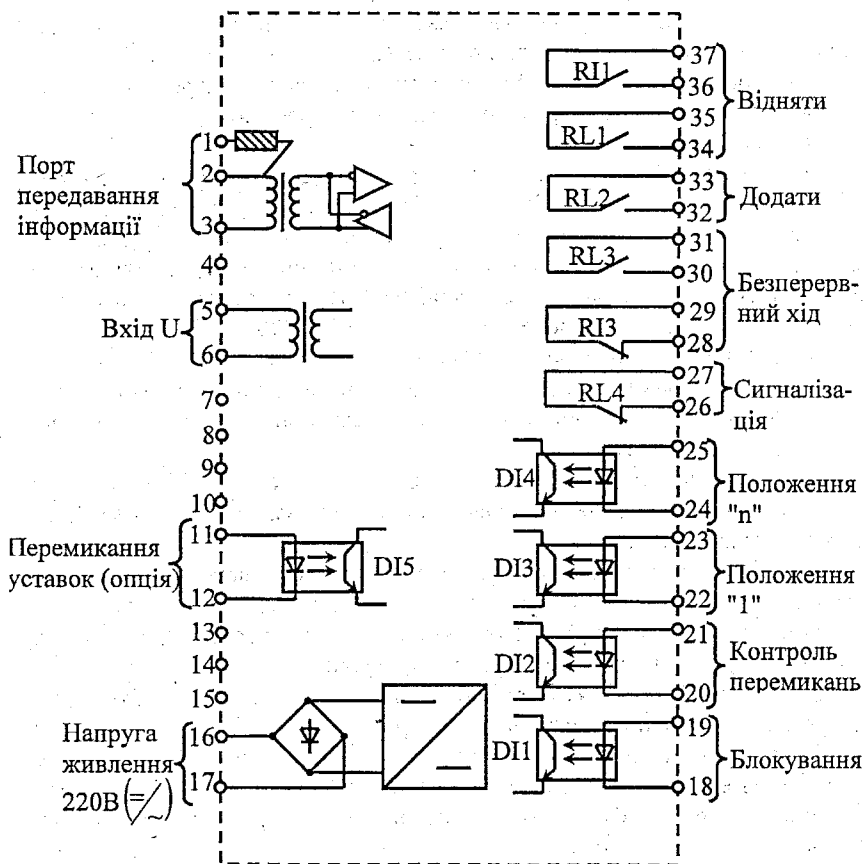 1
2
3
Порт
передавання
інформації
4
5
6
Вхід U
7
8
9
10
11
12
Перемикання
уставок (опція)
DI5
13
14
15
16
17
Напруга
живлення
220В (=/~)
37
RI1
36
35
RL1
34
Відняти
33
RL2
32
Додати
31
RL3
30
29
RI3
28
Безперерв-
ний хід
27
RL4
26
Сигналіза-
ція
25
DI4
24
Положення
"n"
23
DI3
22
Положення
"1"
21
DI2
20
Контроль
перемикань
19
DI1
18
Блокування